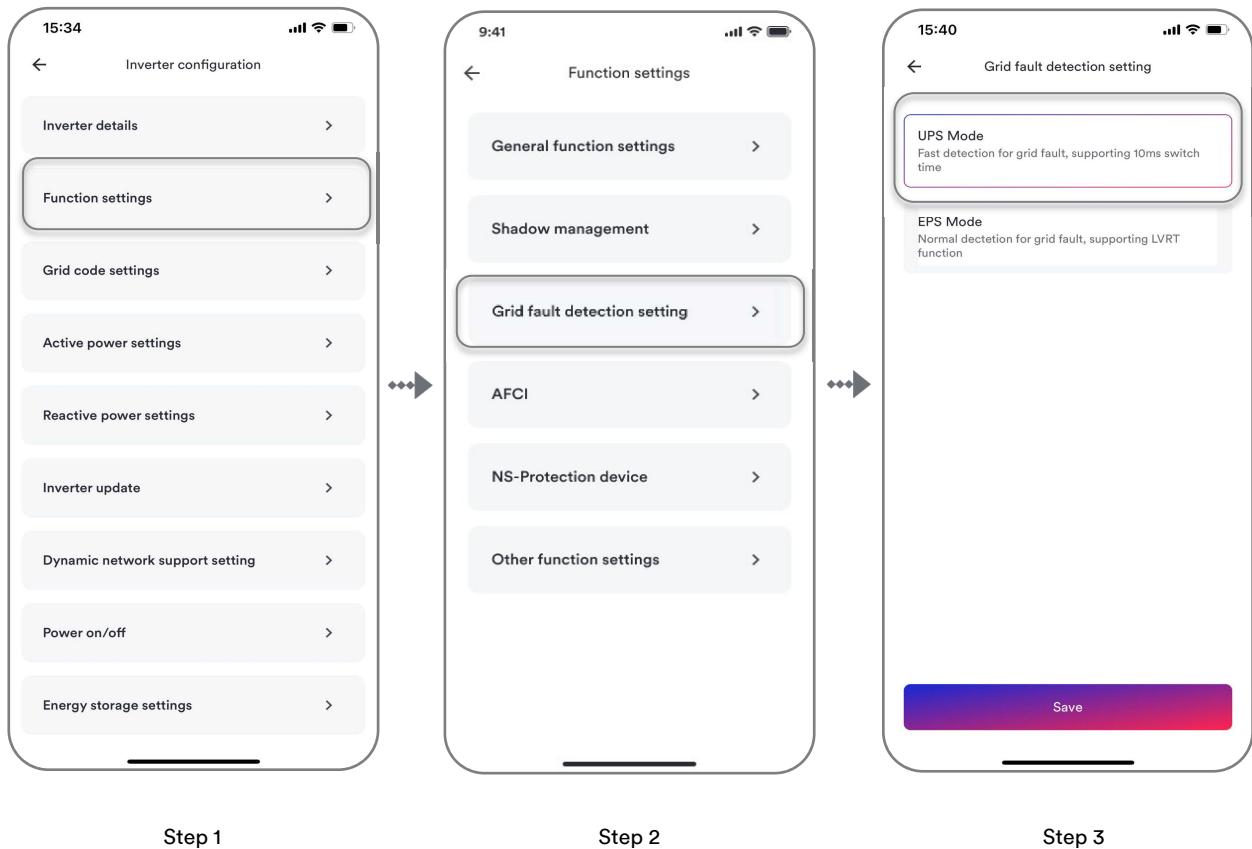 15:34
Inverter configuration
Inverter details
Function settings
Grid code settings
Active power settings
Reactive power settings
Inverter update
Dynamic network support setting
Power on/off
Energy storage settings
Step 1
9:41
Function settings
General function settings
Shadow management
Grid fault detection setting
AFCI
NS-Protection device
Other function settings
Step 2
15:40
Grid fault detection setting
UPS Mode
Fast detection for grid fault, supporting 10ms switch
time
EPS Mode
Normal dectetion for grid fault, supporting LVRT
function
Save
Step 3